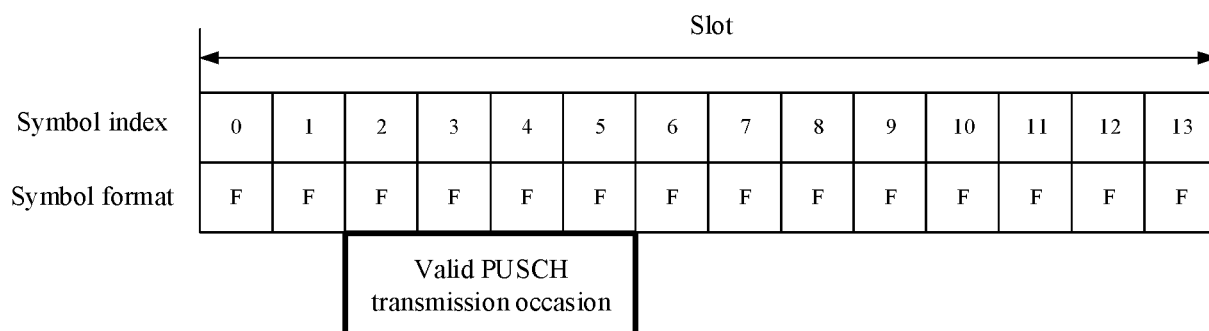 Slot
Symbol index 0 1 2 3 4 5 6 7 8 9 10 11 12 13
Symbol format F F F F F F F F F F F F F F
Valid PUSCH
transmission occasion